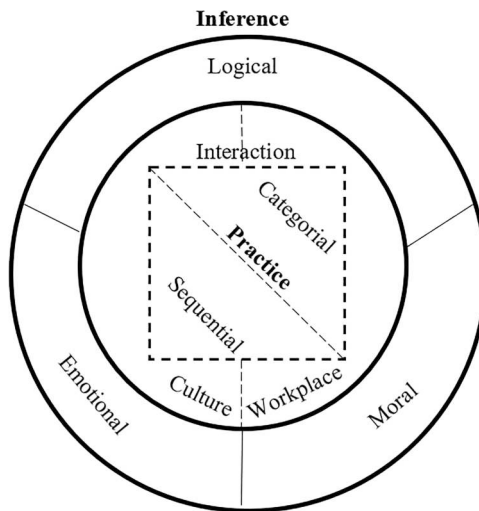 Inference
Logical
Interaction
Categorial
Practice
Sequential
Culture
Workplace
Emotional
Moral